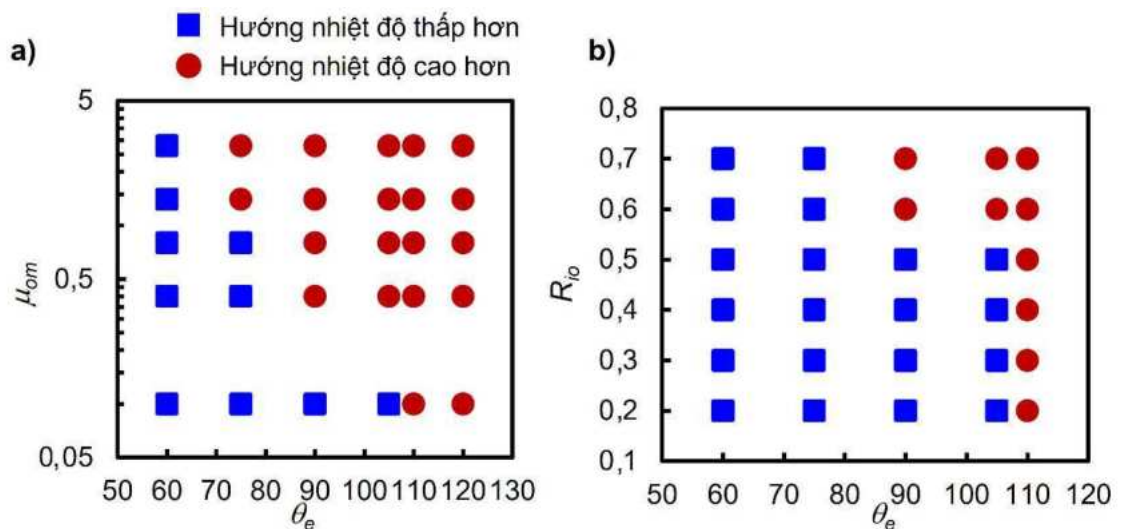 a)
Hướng nhiệt độ thấp hơn
Hướng nhiệt độ cao hơn
5
0,5
0,05
μom
50 60 70 80 90 100 110 120 130
θe
b)
0,8
0,7
0,6
0,5
0,4
0,3
0,2
0,1
Rio
50 60 70 80 90 100 110 120
θe